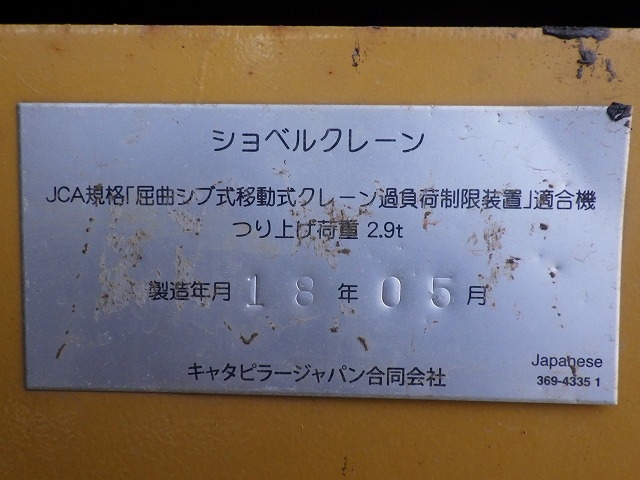 ショベルクレーン
JCA規格「屈曲ジブ式移動式クレーン過負荷制限装置」適合機
つり上げ荷重 2.9t
製造年月 18 年 05 月
キャタピラージャパン合同会社
Japanese
369-4335 1